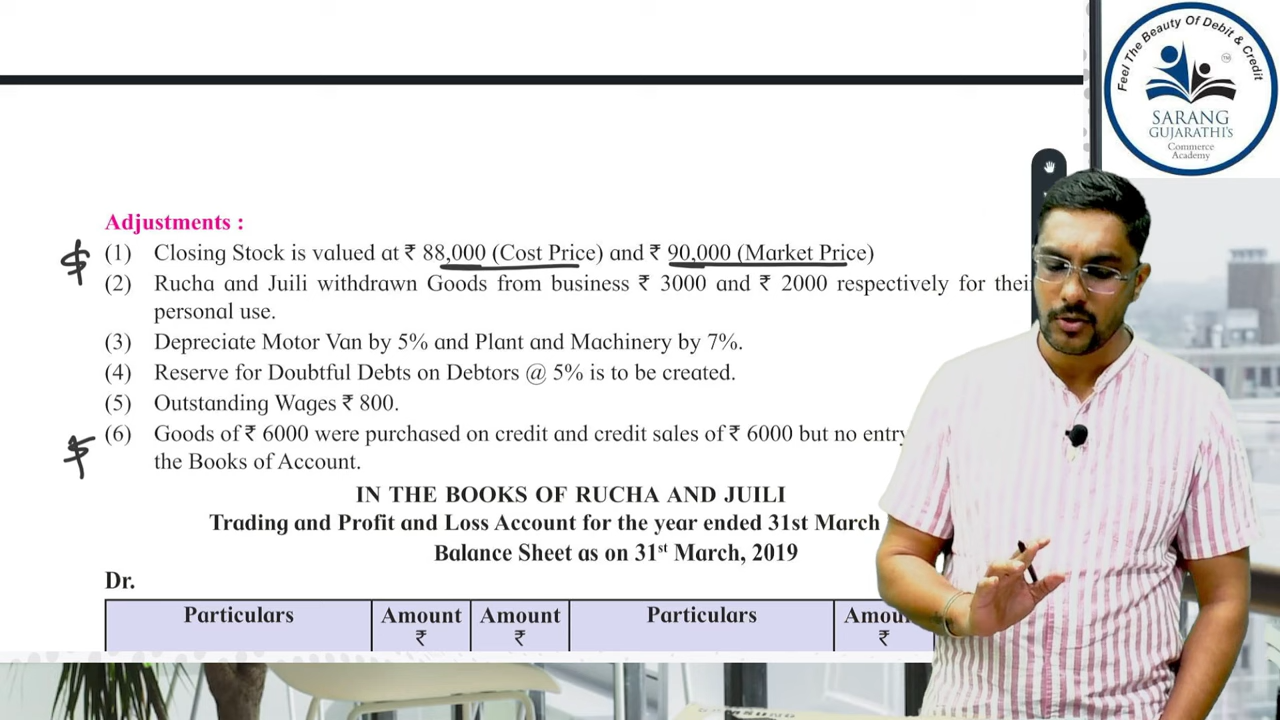 Feel The Beauty Of Debit & Credit
TM
SARANG
GUJARATHI'S
Commerce
Academy
Adjustments :
(1) Closing Stock is valued at ₹ 88,000 (Cost Price) and ₹ 90,000 (Market Price)
(2) Rucha and Juili withdrawn Goods from business ₹ 3000 and ₹ 2000 respectively for thei
personal use.
(3) Depreciate Motor Van by 5% and Plant and Machinery by 7%.
(4) Reserve for Doubtful Debts on Debtors @ 5% is to be created.
(5) Outstanding Wages ₹ 800.
(6) Goods of ₹ 6000 were purchased on credit and credit sales of ₹ 6000 but no entry
the Books of Account.
IN THE BOOKS OF RUCHA AND JUILI
Trading and Profit and Loss Account for the year ended 31st March
Balance Sheet as on 31st March, 2019
Dr.
Particulars Amount Amount Particulars Amou
₹ ₹ ₹
SAMSUNG